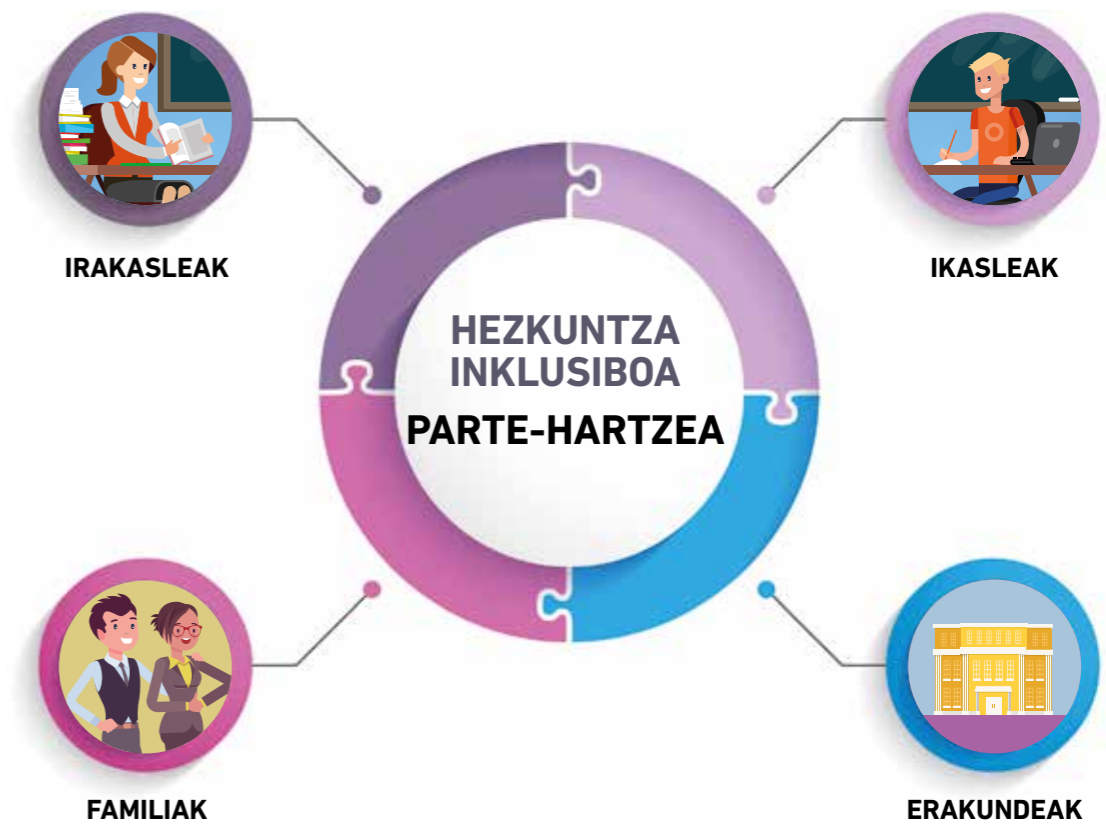 IRAKASLEAK
IKASLEAK
HEZKUNTZA
INKLUSIBOA
PARTE-HARTZEA
FAMILIAK
ERAKUNDEAK